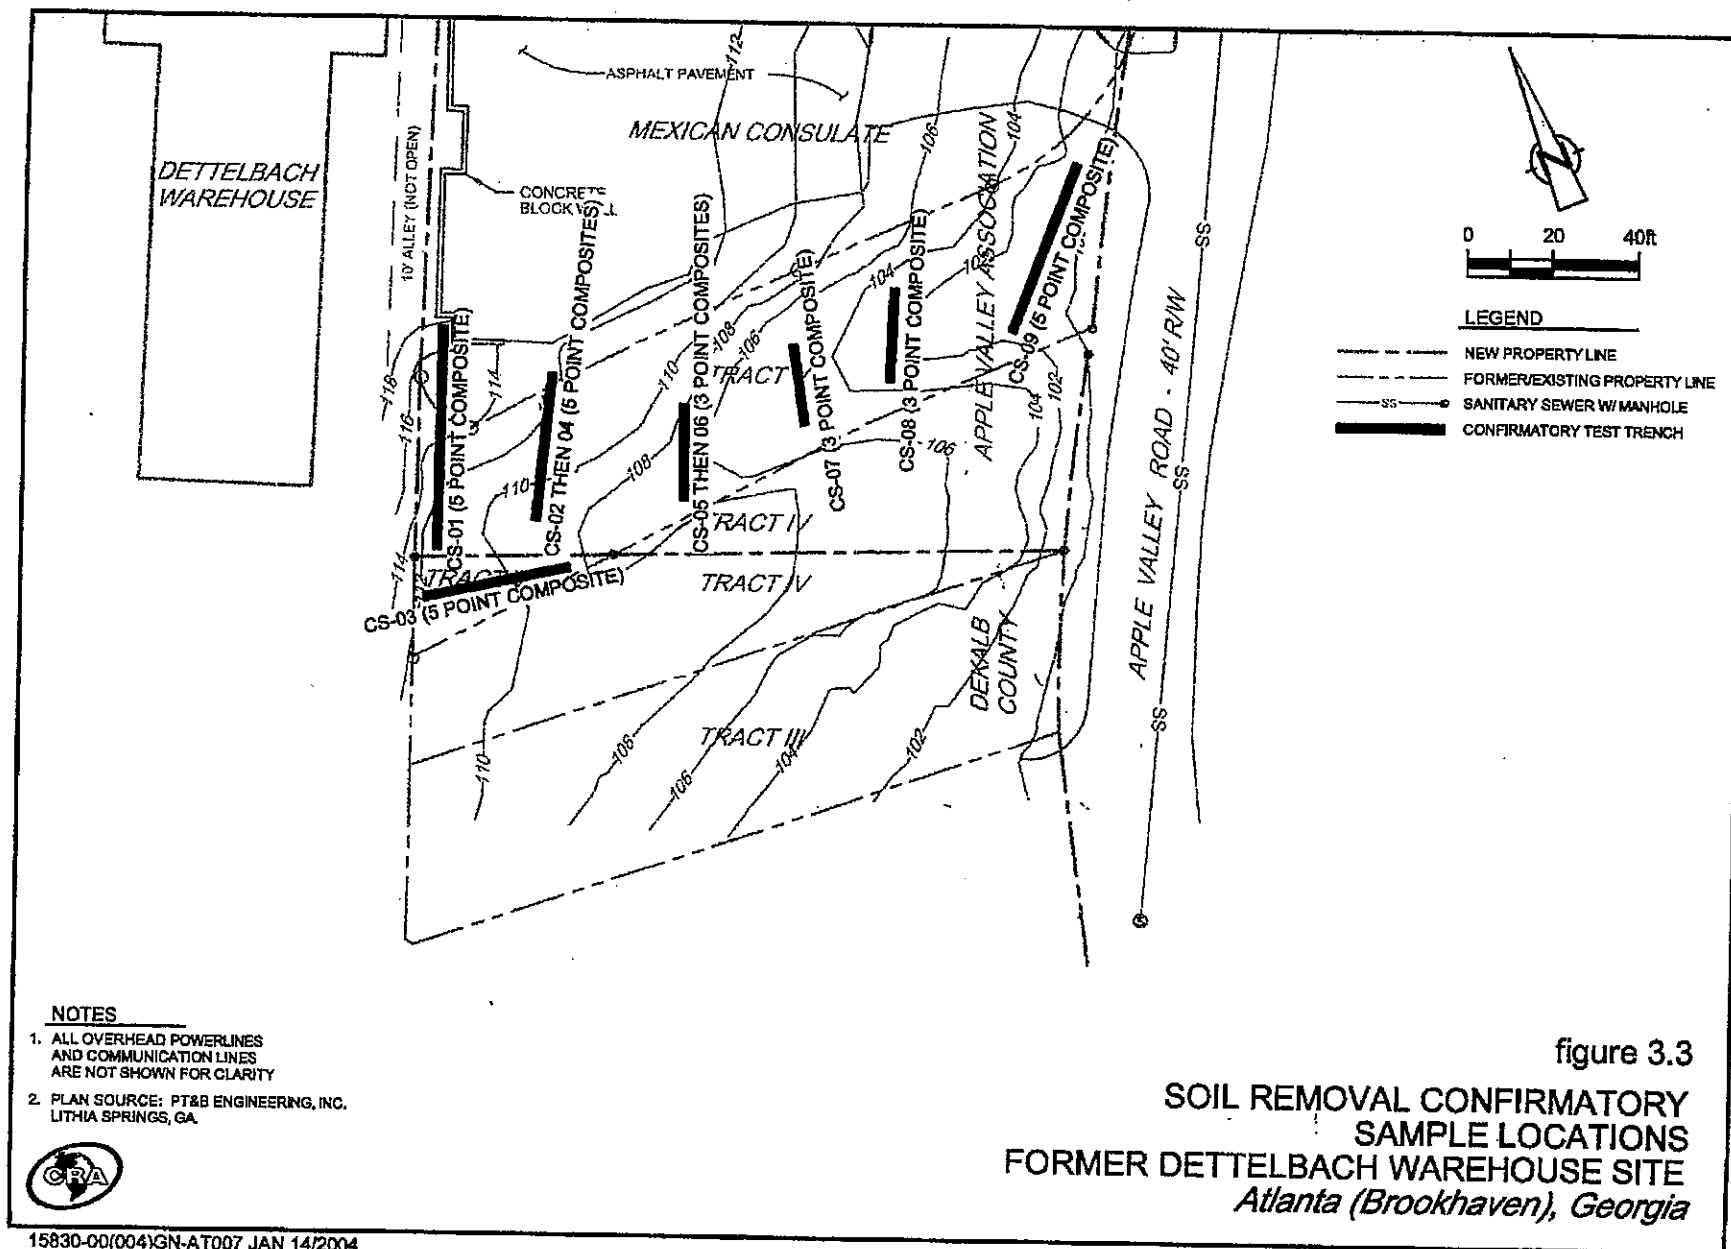 ASPHALT PAVEMENT
112
MEXICAN CONSULATE
106
104
DETTELBACH
WAREHOUSE
10' ALLEY (NOT OPEN)
CONCRETE
BLOCK
APPLE VALLEY ASSOCIATION
SS
118
116
114
114
110
108
106
104
TRACT
110
108
106
104
102
102
CS-01 (5 POINT COMPOSITE)
CS-02 THEN 04 (5 POINT COMPOSITES)
CS-05 THEN 06 (3 POINT COMPOSITES)
CS-07 (3 POINT COMPOSITE)
CS-08 (3 POINT COMPOSITE)
CS-09 (5 POINT COMPOSITE)
CS-03 (5 POINT COMPOSITE)
TRACT
TRACT IV
TRACT IV
TRACT III
DEKALB
COUNTY
APPLE VALLEY ROAD - 40' R/W
SS
SS
110
108
106
104
102
N
0 20 40ft
LEGEND
NEW PROPERTY LINE
FORMER/EXISTING PROPERTY LINE
SS SANITARY SEWER W/ MANHOLE
CONFIRMATORY TEST TRENCH
NOTES
1. ALL OVERHEAD POWERLINES
AND COMMUNICATION LINES
ARE NOT SHOWN FOR CLARITY
2. PLAN SOURCE: PT&B ENGINEERING, INC.
LITHIA SPRINGS, GA.
CRA
figure 3.3
SOIL REMOVAL CONFIRMATORY
SAMPLE LOCATIONS
FORMER DETTELBACH WAREHOUSE SITE
Atlanta (Brookhaven), Georgia
15830-00(004)GN-AT007 JAN 14/2004